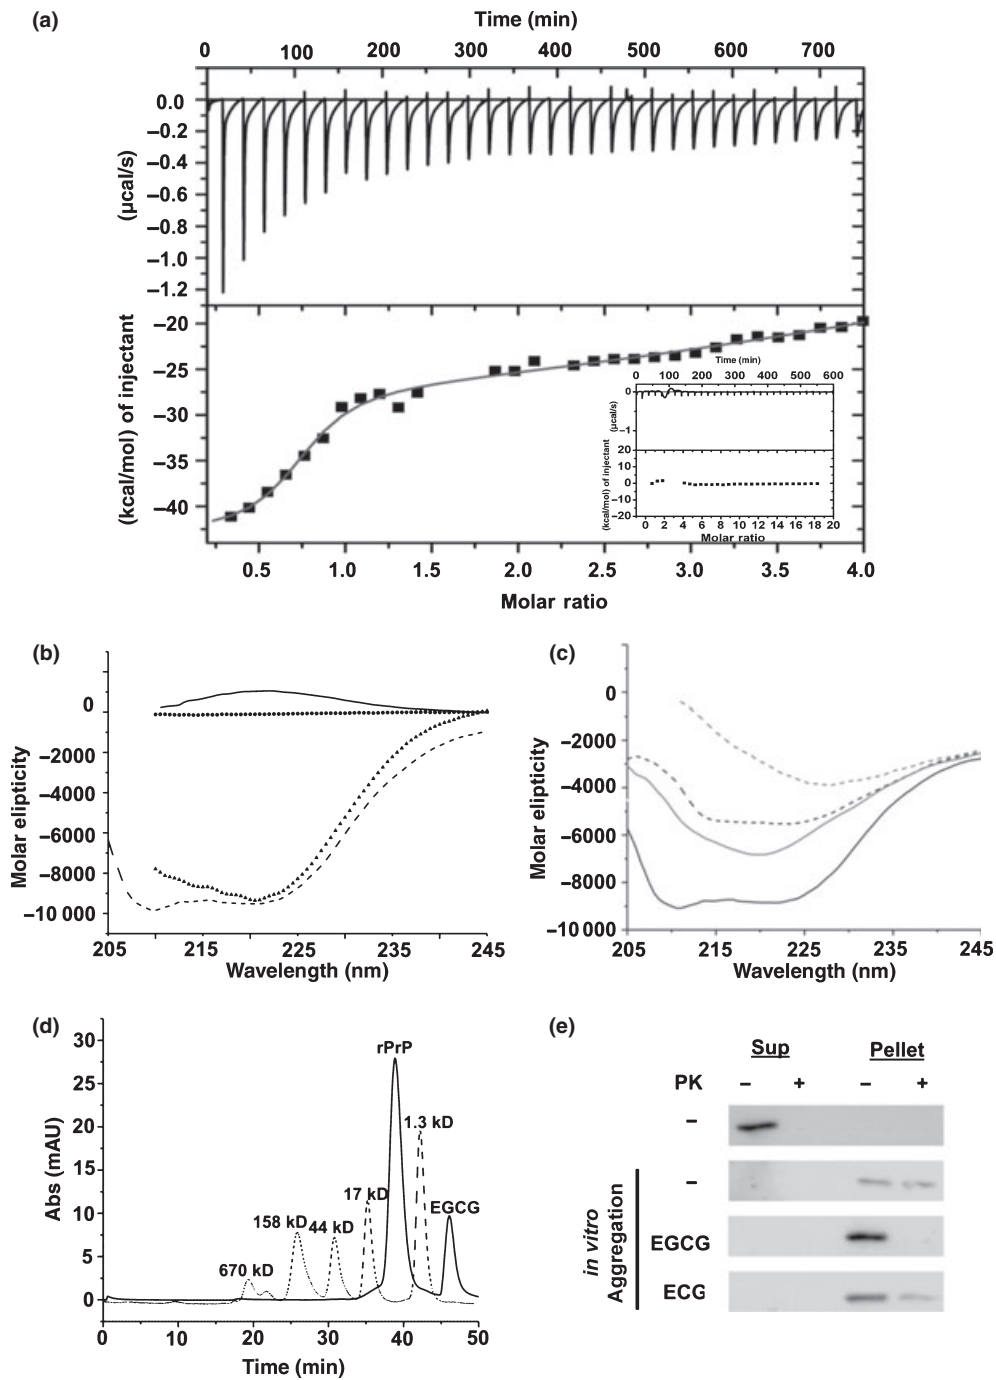 (a)
Time (min)
0 100 200 300 400 500 600 700
0.0
−0.2
−0.4
−0.6
−0.8
−1.0
−1.2
(µcal/s)
−20
−25
−30
−35
−40
(kcal/mol) of injectant
0.5 1.0 1.5 2.0 2.5 3.0 3.5 4.0
Molar ratio
Time (min)
0 100 200 300 400 500 600
0
−1
(µcal/s)
20
10
0
−10
−20
(kcal/mol) of injectant
0 2 4 6 8 10 12 14 16 18 20
Molar ratio
(b)
0
−2000
−4000
−6000
−8000
−10 000
Molar elipticity
205 215 225 235 245
Wavelength (nm)
(c)
0
−2000
−4000
−6000
−8000
−10 000
Molar elipticity
205 215 225 235 245
Wavelength (nm)
(d)
30
25
20
15
10
5
0
Abs (mAU)
rPrP
1.3 kD
17 kD
EGCG
158 kD
44 kD
670 kD
0 10 20 30 40 50
Time (min)
(e)
Sup Pellet
PK − + − +
−
−
EGCG
ECG
in vitro
Aggregation